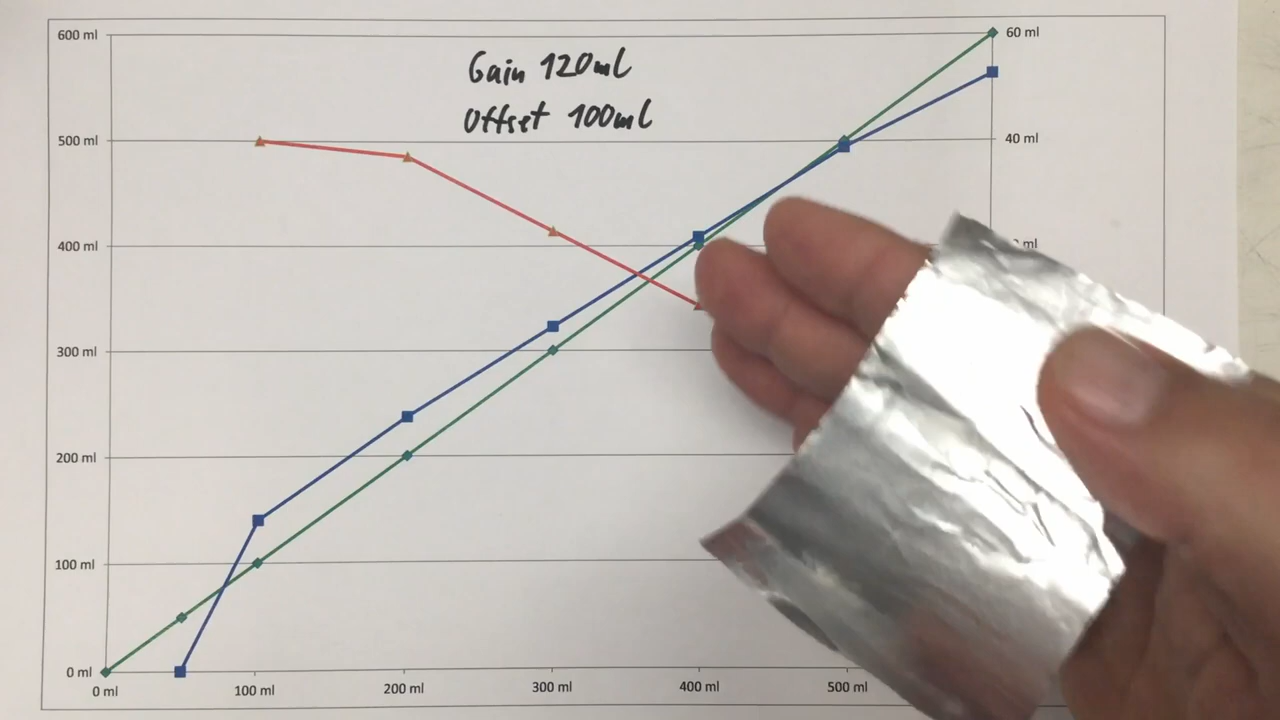 600 ml
60 ml
Gain 120ml
Offset 100ml
500 ml
40 ml
400 ml
ml
300 ml
200 ml
100 ml
0 ml
0 ml 100 ml 200 ml 300 ml 400 ml 500 ml